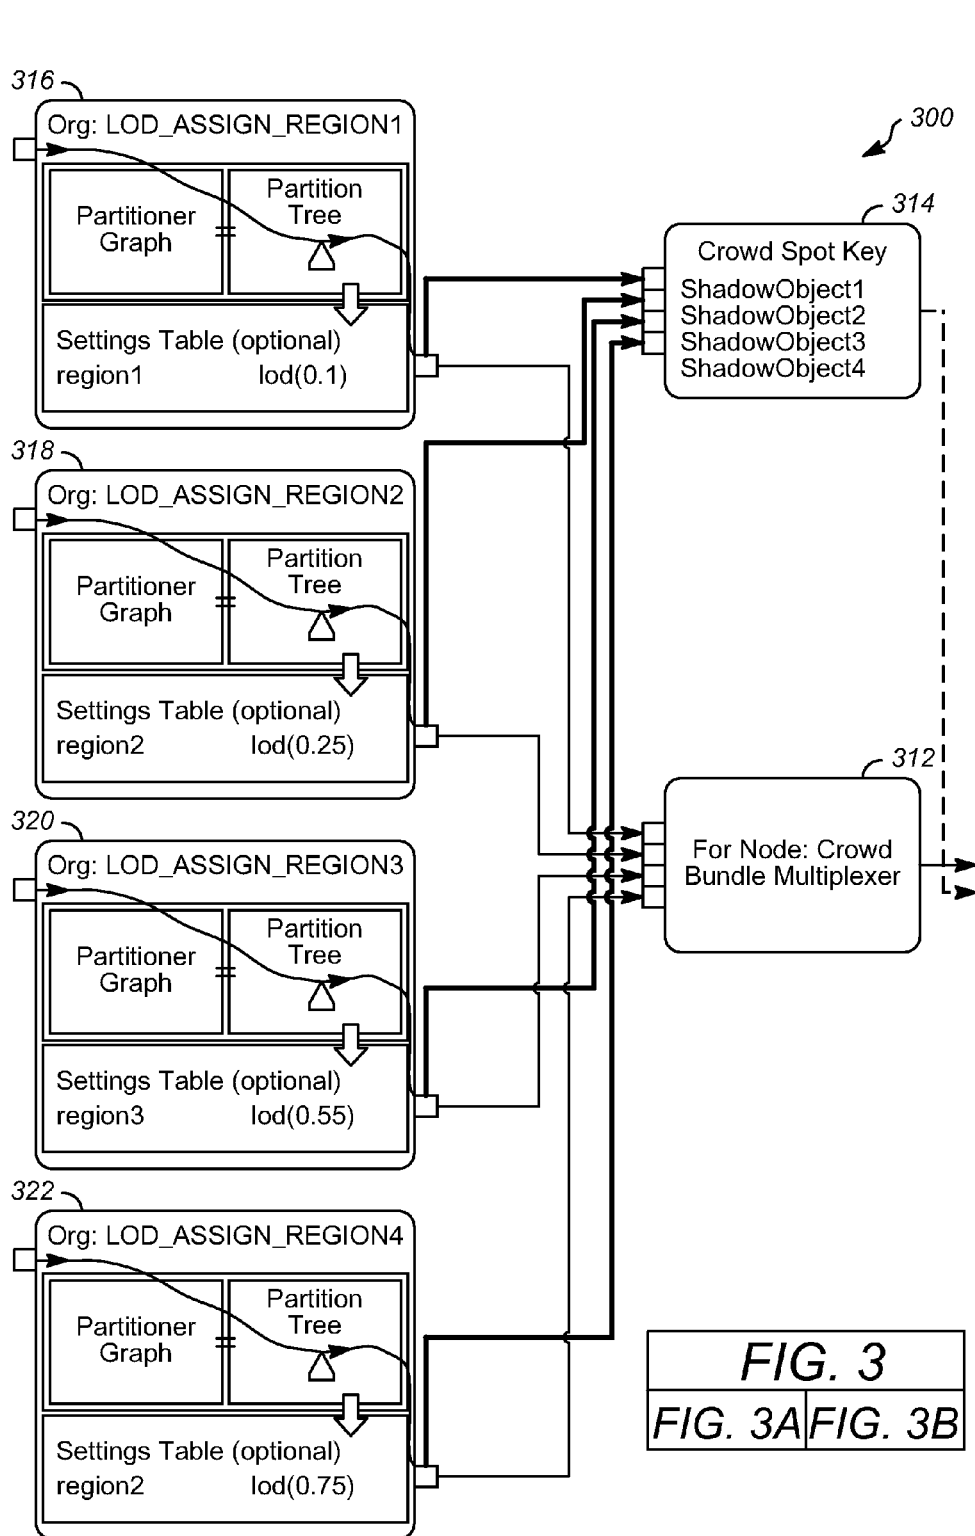 316
Org: LOD_ASSIGN_REGION1
Partitioner
Graph
Partition
Tree
Settings Table (optional)
region1 lod(0.1)
318
Org: LOD_ASSIGN_REGION2
Partitioner
Graph
Partition
Tree
Settings Table (optional)
region2 lod(0.25)
320
Org: LOD_ASSIGN_REGION3
Partitioner
Graph
Partition
Tree
Settings Table (optional)
region3 lod(0.55)
322
Org: LOD_ASSIGN_REGION4
Partitioner
Graph
Partition
Tree
Settings Table (optional)
region2 lod(0.75)
300
314
Crowd Spot Key
ShadowObject1
ShadowObject2
ShadowObject3
ShadowObject4
312
For Node: Crowd
Bundle Multiplexer
FIG. 3
FIG. 3A FIG. 3B